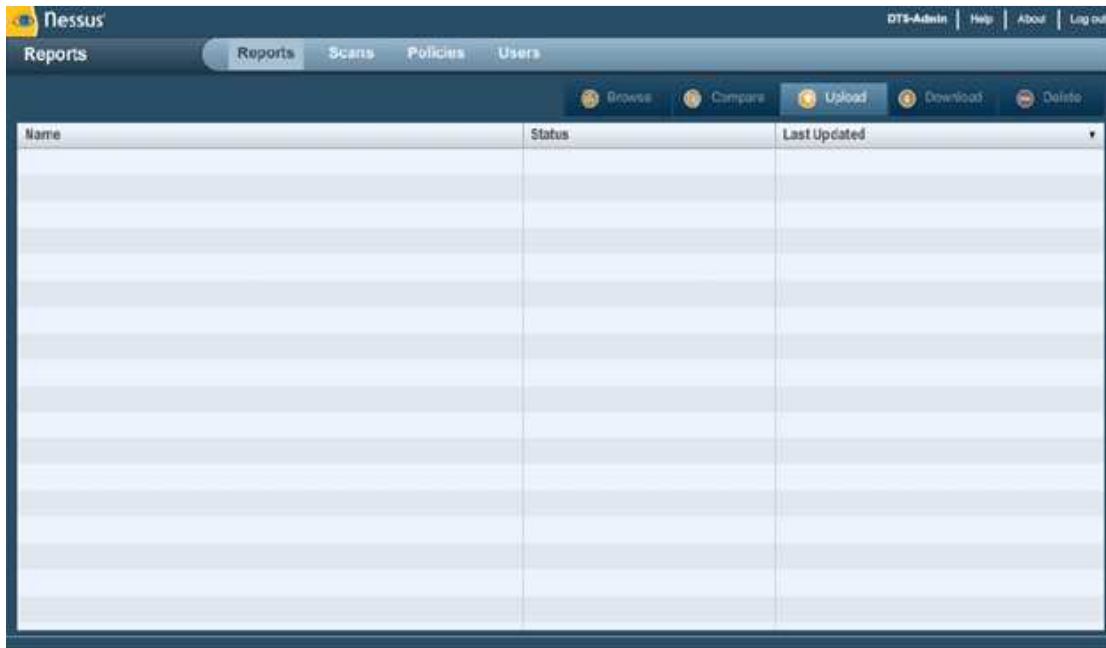 Nessus
DTS-Admin | Help | About | Log out
Reports
Reports Scans Policies Users
Browse Compare Upload Download Delete
Name Status Last Updated